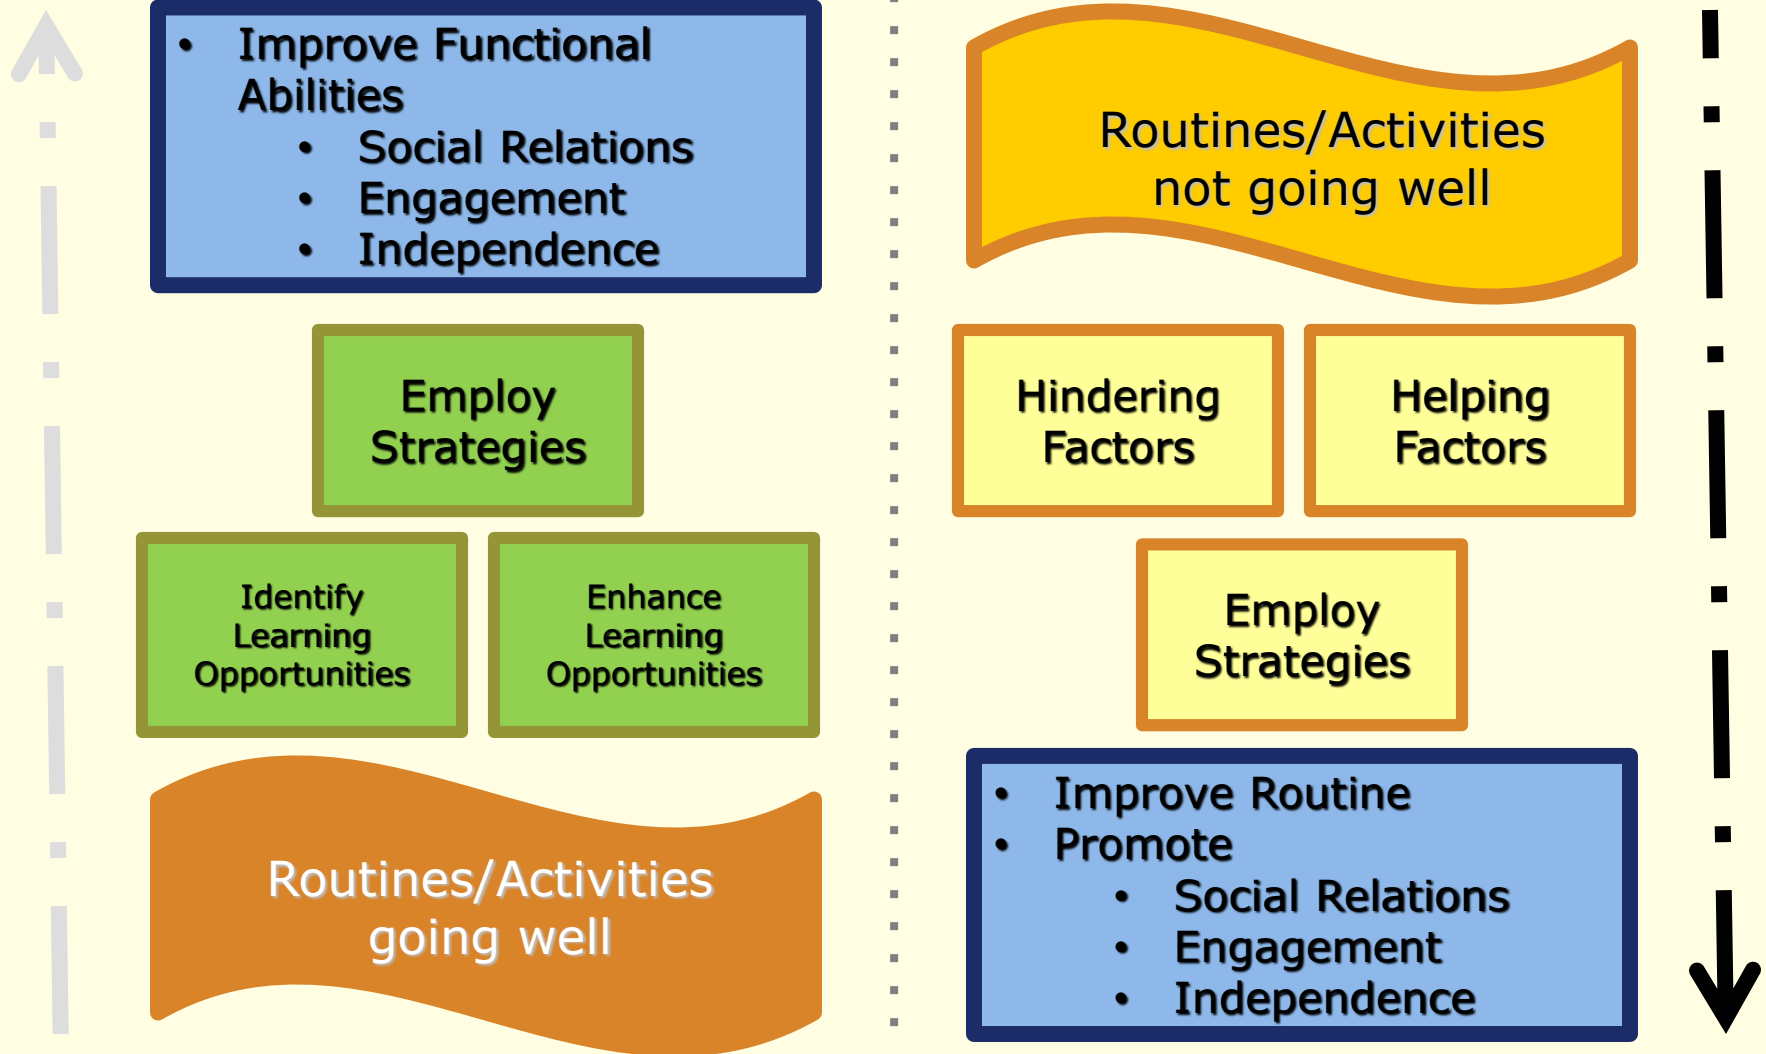 • Improve Functional
Abilities
• Social Relations
• Engagement
• Independence
Employ
Strategies
Identify
Learning
Opportunities
Enhance
Learning
Opportunities
Routines/Activities
going well
Routines/Activities
not going well
Hindering
Factors
Helping
Factors
Employ
Strategies
• Improve Routine
• Promote
• Social Relations
• Engagement
• Independence